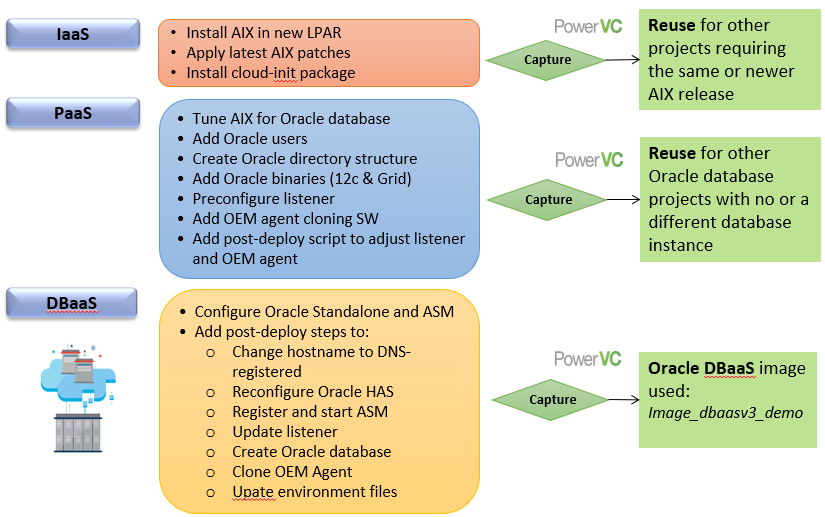 IaaS
• Install AIX in new LPAR
• Apply latest AIX patches
• Install cloud-init package
PowerVC
Capture
Reuse for other
projects requiring
the same or newer
AIX release
PaaS
• Tune AIX for Oracle database
• Add Oracle users
• Create Oracle directory structure
• Add Oracle binaries (12c & Grid)
• Preconfigure listener
• Add OEM agent cloning SW
• Add post-deploy script to adjust listener
and OEM agent
PowerVC
Capture
Reuse for other
Oracle database
projects with no or a
different database
instance
DBaaS
• Configure Oracle Standalone and ASM
• Add post-deploy steps to:
o Change hostname to DNS-
registered
o Reconfigure Oracle HAS
o Register and start ASM
o Update listener
o Create Oracle database
o Clone OEM Agent
o Upate environment files
PowerVC
Capture
Oracle DBaaS image
used:
Image_dbaasv3_demo